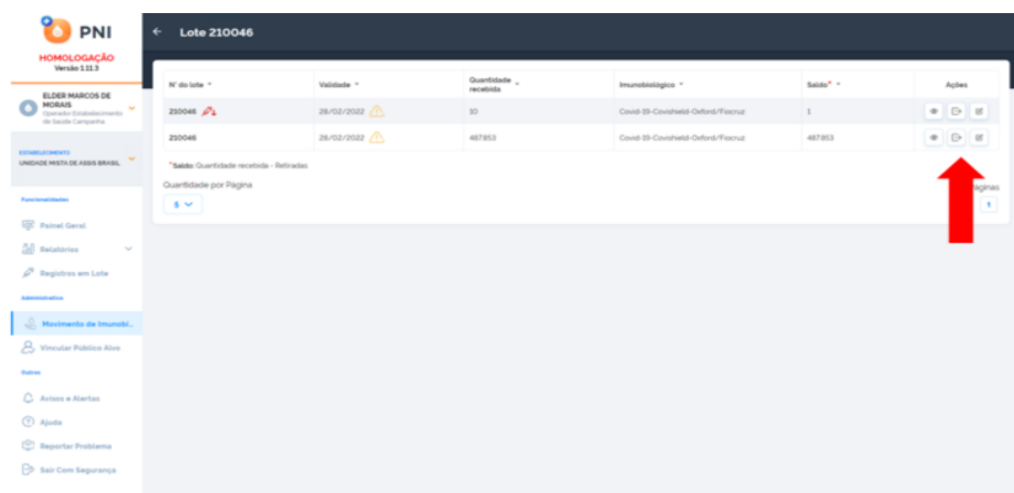 PNI
HOMOLOGAÇÃO
Versão 1.11.3
ELDER MARCOS DE
MORAIS
Operador Estabelecimento
de Saúde Campanha
ESTABELECIMENTO
UNIDADE MISTA DE ASSIS BRASIL
Funcionalidades
Painel Geral
Relatórios
Registros em Lote
Administrativo
Movimento de Imunobi...
Vincular Público Alvo
Outros
Avisos e Alertas
Ajuda
Reportar Problema
Sair Com Segurança
Lote 210046
Nº do lote Validade Quantidade recebida Imunobiológico Saldo* Ações
210046 28/02/2022 10 Covid-19-Covishield-Oxford/Fiocruz 1
210046 28/02/2022 487853 Covid-19-Covishield-Oxford/Fiocruz 487853
*Saldo: Quantidade recebida - Retiradas
Quantidade por Página
5
1